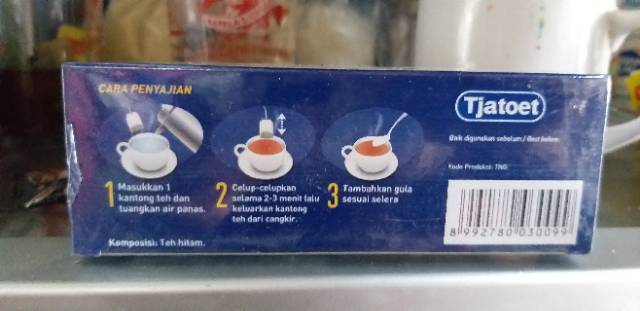 CARA PENYAJIAN
1 Masukkan 1
kantong teh dan
tuangkan air panas.
2 Celup-celupkan
selama 2-3 menit lalu
keluarkan kantong
teh dari cangkir.
3 Tambahkan gula
sesuai selera
Komposisi: Teh hitam.
Tjatoet
Baik digunakan sebelum / Best before:
Kode Produksi: TNG
8 992780 030099